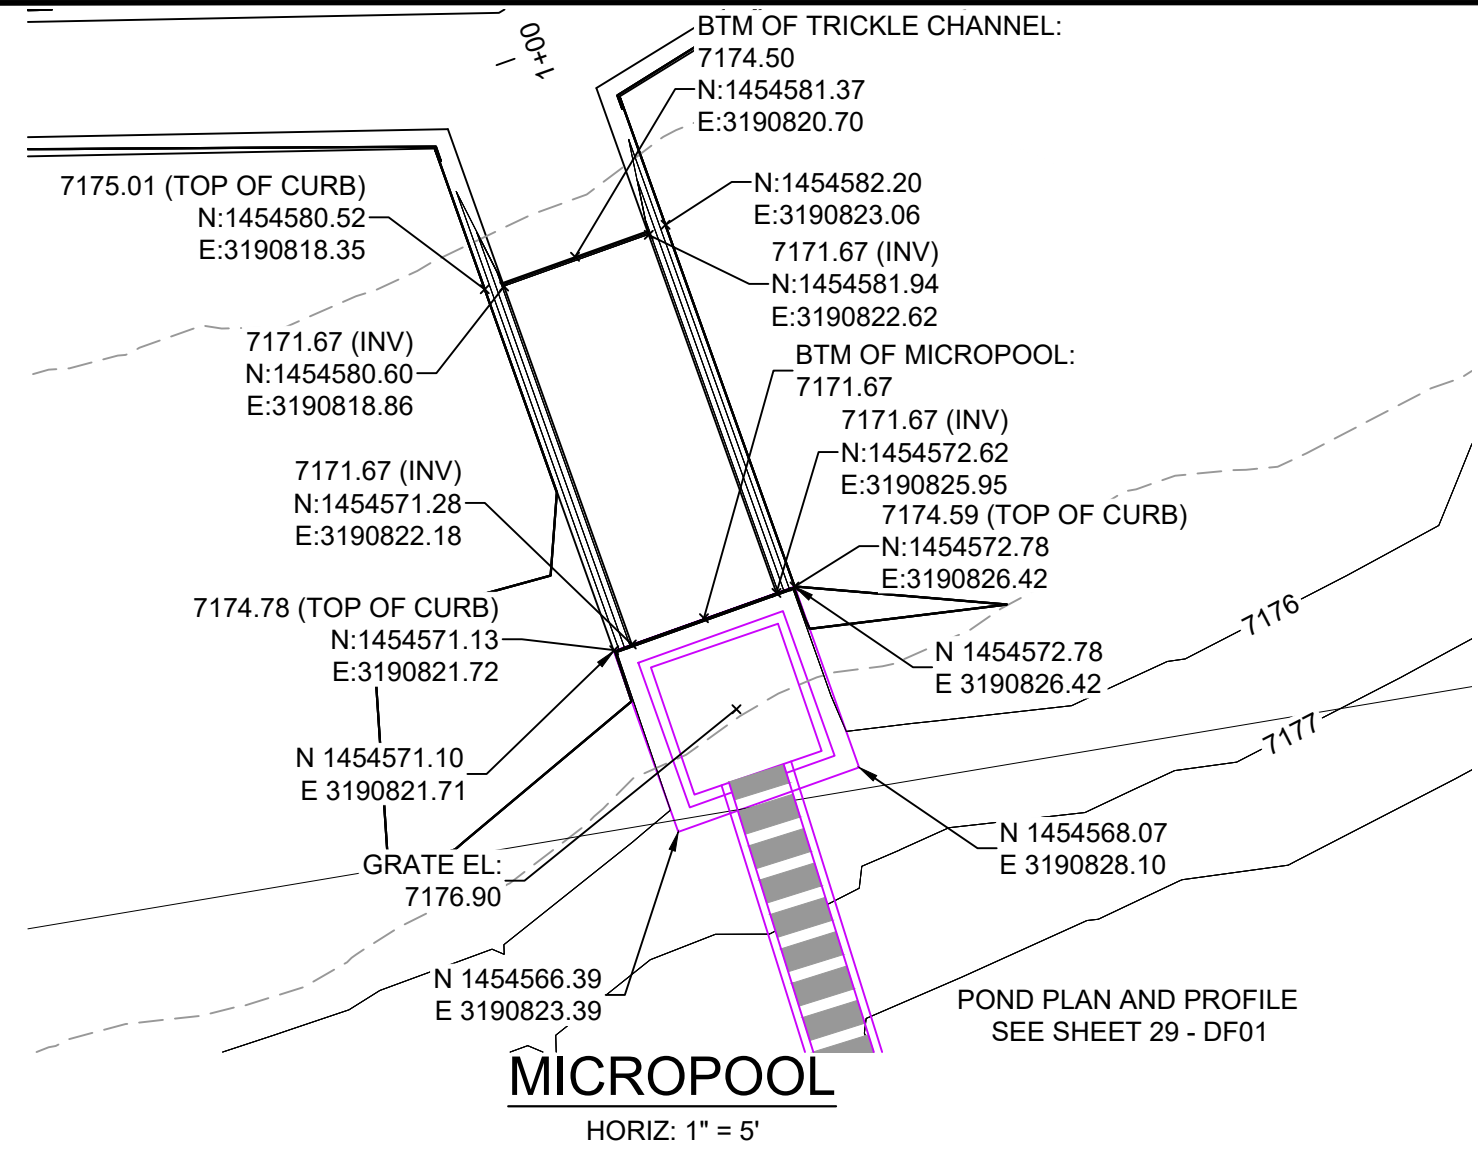 1+00
BTM OF TRICKLE CHANNEL:
7174.50
N:1454581.37
E:3190820.70
7175.01 (TOP OF CURB)
N:1454580.52
E:3190818.35
N:1454582.20
E:3190823.06
7171.67 (INV)
N:1454581.94
E:3190822.62
7171.67 (INV)
N:1454580.60
E:3190818.86
BTM OF MICROPOOL:
7171.67
7171.67 (INV)
N:1454572.62
E:3190825.95
7171.67 (INV)
N:1454571.28
E:3190822.18
7174.59 (TOP OF CURB)
N:1454572.78
E:3190826.42
7174.78 (TOP OF CURB)
N:1454571.13
E:3190821.72
N 1454572.78
E 3190826.42
7176
7177
N 1454571.10
E 3190821.71
N 1454568.07
E 3190828.10
GRATE EL:
7176.90
N 1454566.39
E 3190823.39
POND PLAN AND PROFILE
SEE SHEET 29 - DF01
MICROPOOL
HORIZ: 1" = 5'